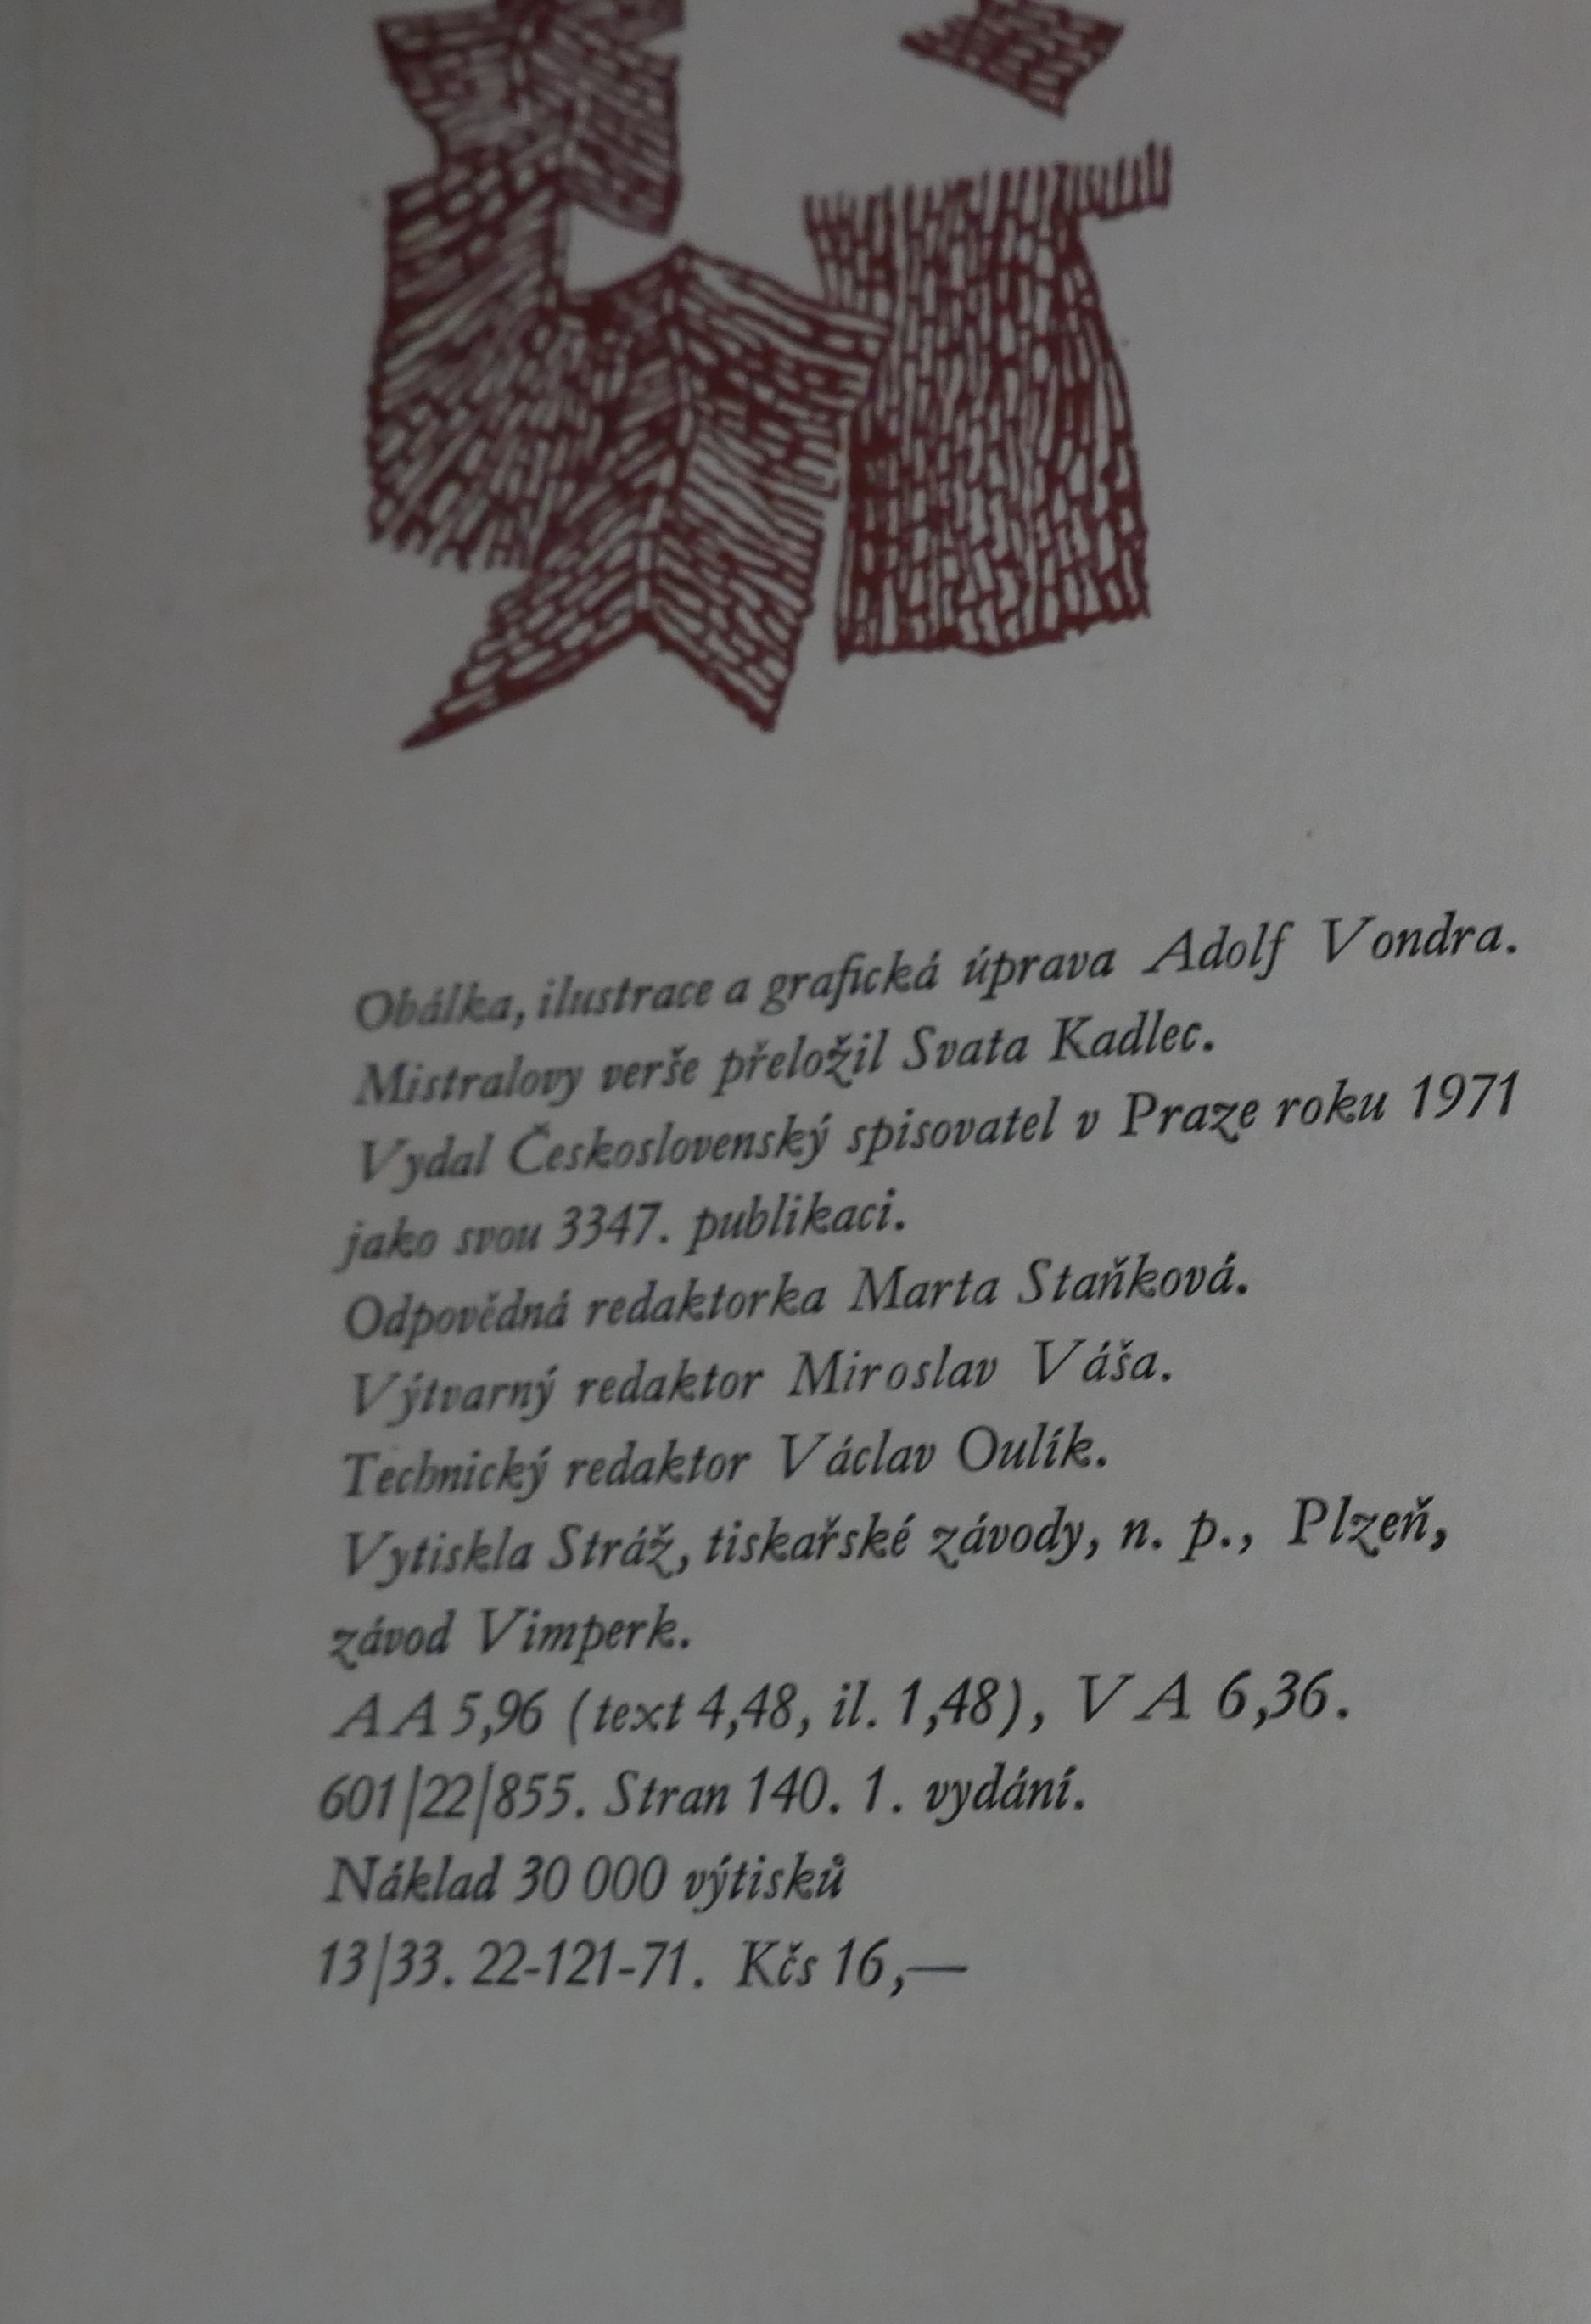 Obálka, ilustrace a grafická úprava Adolf Vondra.
Mistralovy verše přeložil Svata Kadlec.
Vydal Československý spisovatel v Praze roku 1971
jako svou 3347. publikaci.
Odpovědná redaktorka Marta Staňková.
Výtvarný redaktor Miroslav Váša.
Technický redaktor Václav Oulík.
Vytiskla Stráž, tiskařské závody, n. p., Plzeň,
závod Vimperk.
AA 5,96 (text 4,48, il. 1,48), VA 6,36.
601|22|855. Stran 140. 1. vydání.
Náklad 30 000 výtisků
13|33. 22-121-71. Kčs 16,—